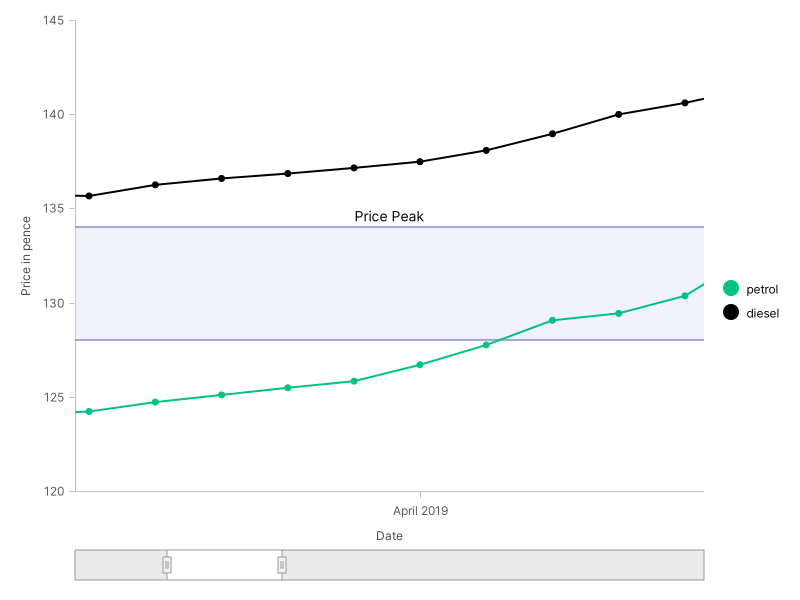 145
140
135
130
125
120
Price in pence
Price Peak
April 2019
Date
petrol
diesel